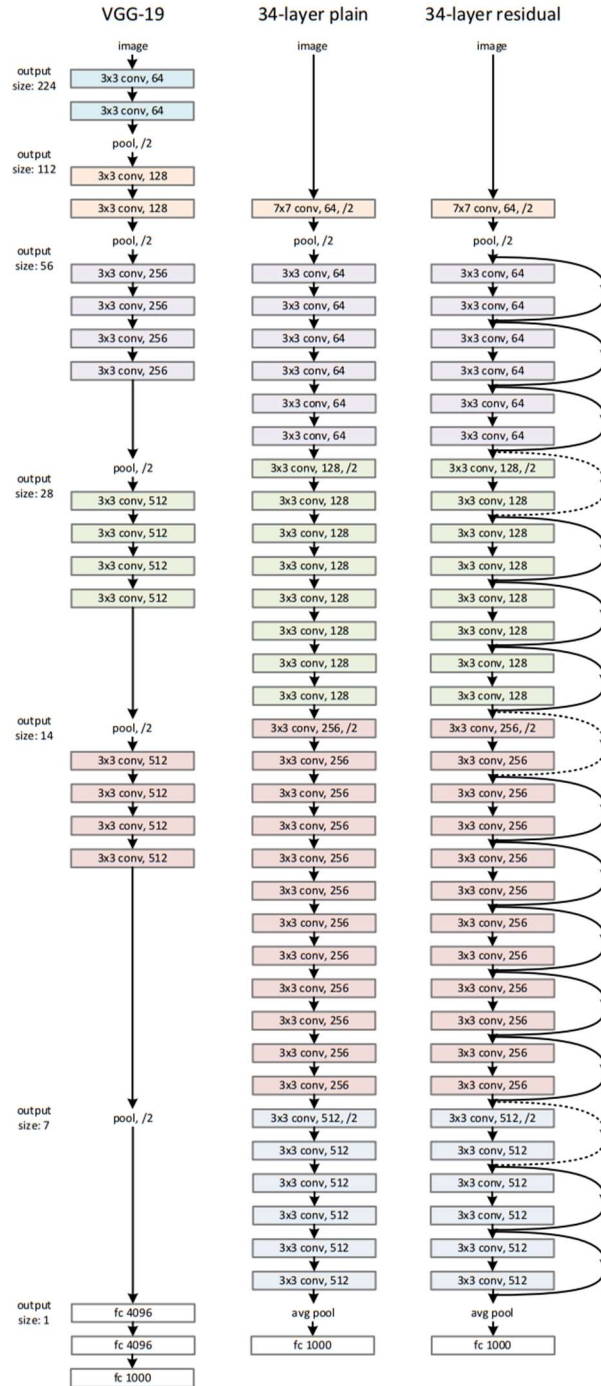 output
size: 224
output
size: 112
output
size: 56
output
size: 28
output
size: 14
output
size: 7
output
size: 1
VGG-19
image
3x3 conv, 64
3x3 conv, 64
pool, /2
3x3 conv, 128
3x3 conv, 128
pool, /2
3x3 conv, 256
3x3 conv, 256
3x3 conv, 256
3x3 conv, 256
pool, /2
3x3 conv, 512
3x3 conv, 512
3x3 conv, 512
3x3 conv, 512
pool, /2
3x3 conv, 512
3x3 conv, 512
3x3 conv, 512
3x3 conv, 512
pool, /2
fc 4096
fc 4096
fc 1000
34-layer plain
image
7x7 conv, 64, /2
pool, /2
3x3 conv, 64
3x3 conv, 64
3x3 conv, 64
3x3 conv, 64
3x3 conv, 64
3x3 conv, 64
3x3 conv, 128, /2
3x3 conv, 128
3x3 conv, 128
3x3 conv, 128
3x3 conv, 128
3x3 conv, 128
3x3 conv, 128
3x3 conv, 128
3x3 conv, 256, /2
3x3 conv, 256
3x3 conv, 256
3x3 conv, 256
3x3 conv, 256
3x3 conv, 256
3x3 conv, 256
3x3 conv, 256
3x3 conv, 256
3x3 conv, 256
3x3 conv, 256
3x3 conv, 256
3x3 conv, 512, /2
3x3 conv, 512
3x3 conv, 512
3x3 conv, 512
3x3 conv, 512
3x3 conv, 512
avg pool
fc 1000
34-layer residual
image
7x7 conv, 64, /2
pool, /2
3x3 conv, 64
3x3 conv, 64
3x3 conv, 64
3x3 conv, 64
3x3 conv, 64
3x3 conv, 64
3x3 conv, 128, /2
3x3 conv, 128
3x3 conv, 128
3x3 conv, 128
3x3 conv, 128
3x3 conv, 128
3x3 conv, 128
3x3 conv, 128
3x3 conv, 256, /2
3x3 conv, 256
3x3 conv, 256
3x3 conv, 256
3x3 conv, 256
3x3 conv, 256
3x3 conv, 256
3x3 conv, 256
3x3 conv, 256
3x3 conv, 256
3x3 conv, 256
3x3 conv, 256
3x3 conv, 512, /2
3x3 conv, 512
3x3 conv, 512
3x3 conv, 512
3x3 conv, 512
3x3 conv, 512
avg pool
fc 1000